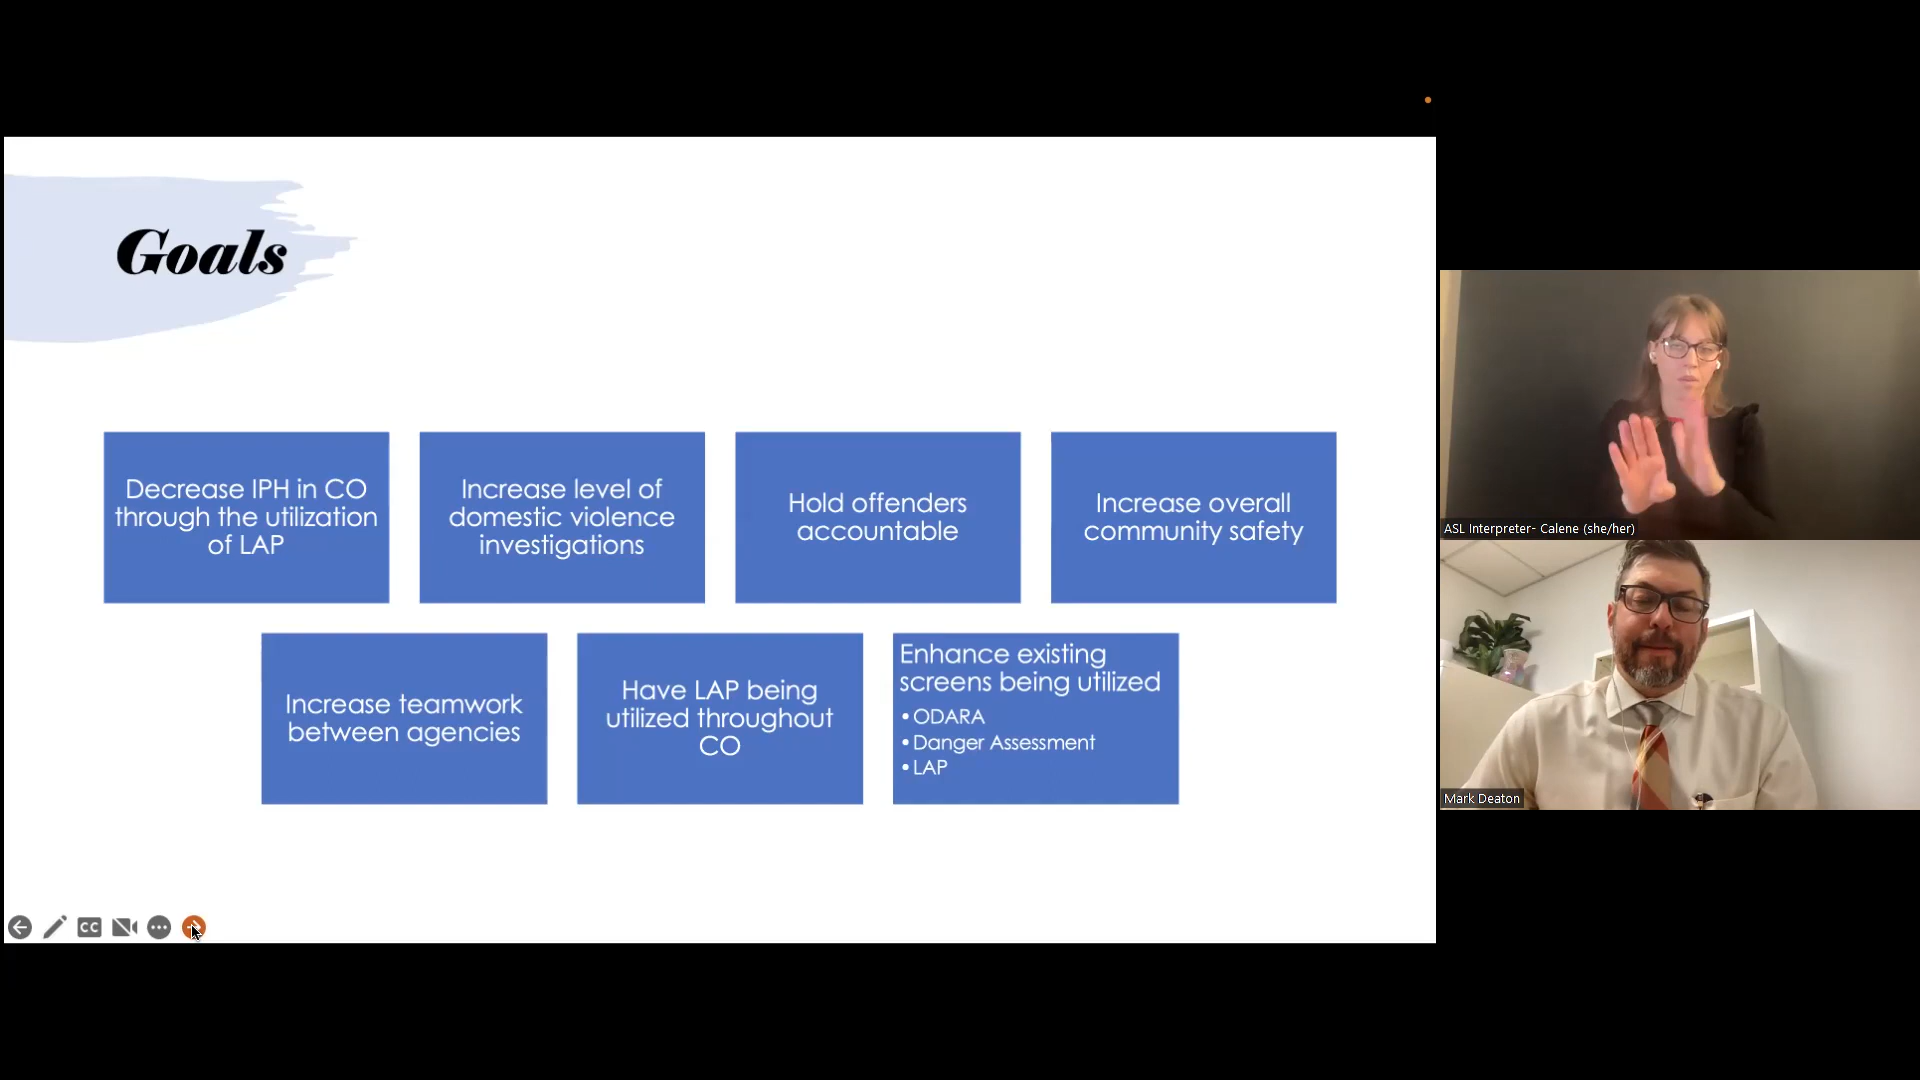 Goals
Decrease IPH in CO
through the utilization
of LAP
Increase level of
domestic violence
investigations
Hold offenders
accountable
Increase overall
community safety
Increase teamwork
between agencies
Have LAP being
utilized throughout
CO
Enhance existing
screens being utilized
• ODARA
• Danger Assessment
• LAP
CC
ASL Interpreter- Calene (she/her)
Mark Deaton